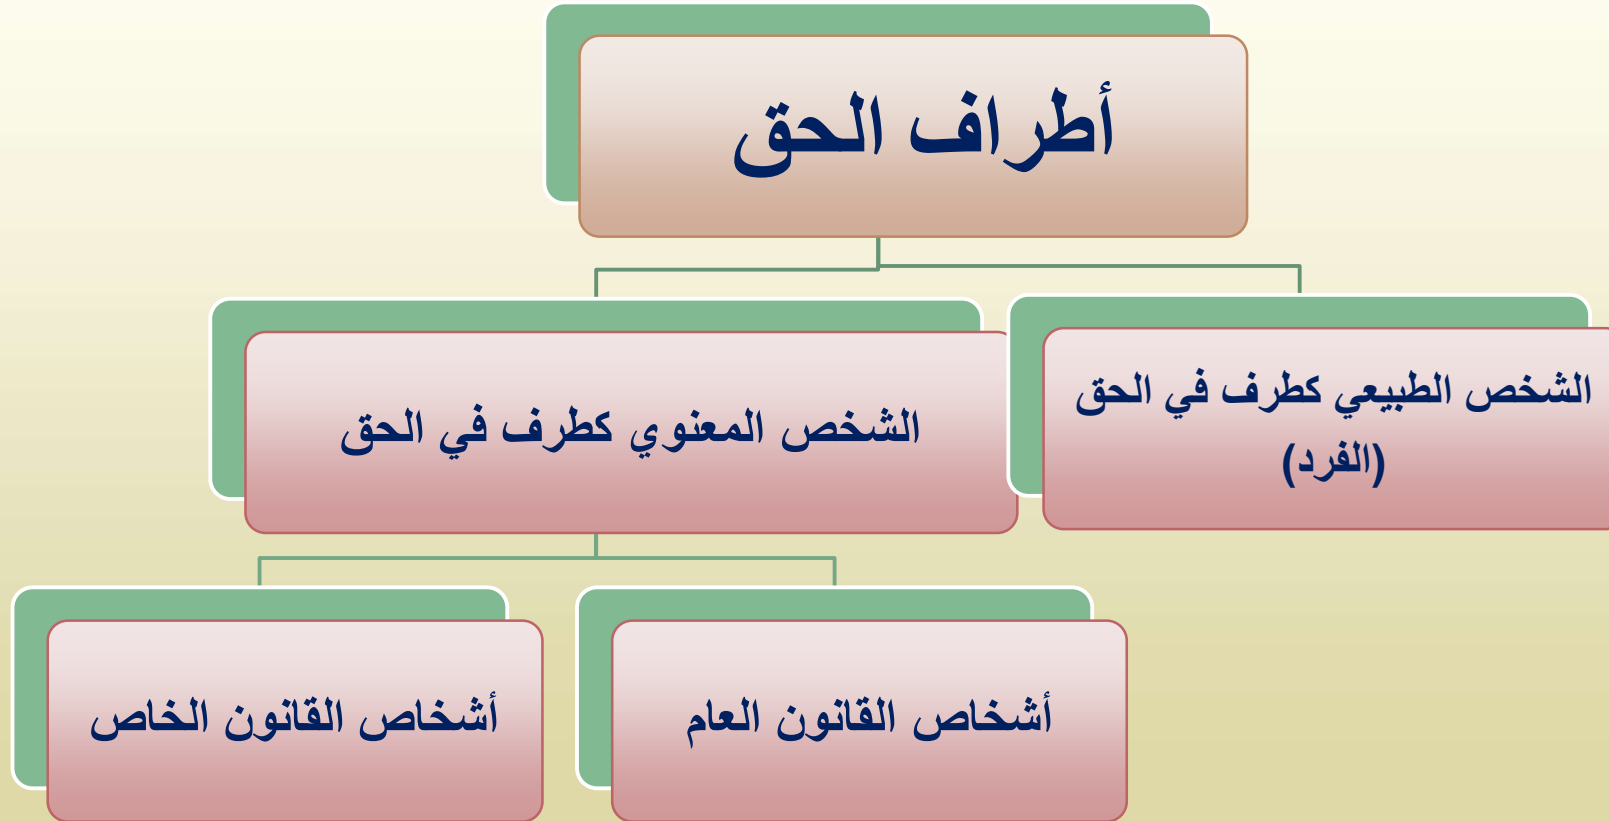 أطراف الحق
الشخص الطبيعي كطرف في الحق
(الفرد)
الشخص المعنوي كطرف في الحق
أشخاص القانون العام
أشخاص القانون الخاص